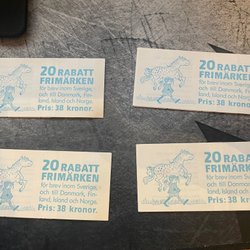 20 RABATT
FRIMÄRKEN
för brev inom Sverige,
och till Danmark, Fin-
land, Island och Norge.
Pris: 38 kronor.
20 RABATT
FRIMÄRKEN
för brev inom Sverige,
och till Danmark, Fin-
land, Island och Norge.
Pris: 38 kronor.
20 RABATT
FRIMÄRKEN
för brev inom Sverige,
och till Danmark, Fin-
land, Island och Norge.
Pris: 38 kronor.
20 RABATT
FRIMÄRKEN
för brev inom Sverige,
och till Danmark, Fin-
land, Island och Norge.
Pris: 38 kronor.